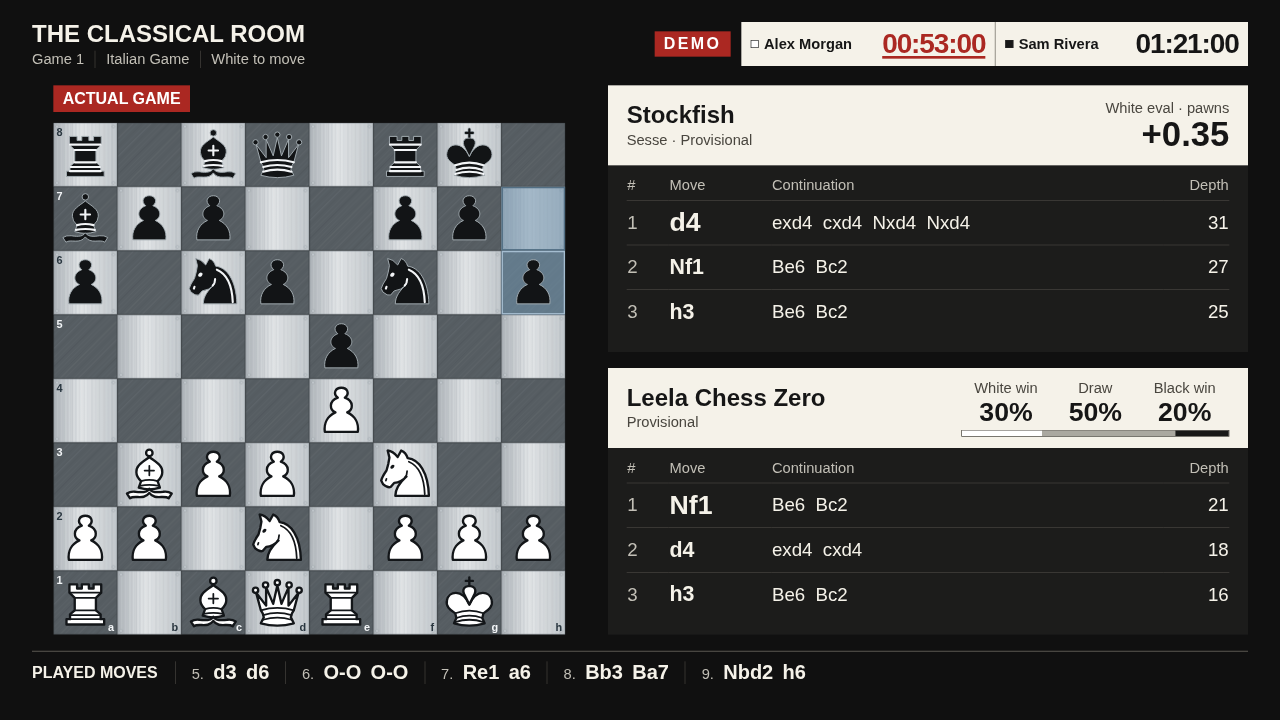 THE CLASSICAL ROOM
Game 1 Italian Game White to move
DEMO
□ Alex Morgan 00:53:00
■ Sam Rivera 01:21:00
ACTUAL GAME
8
7
6
5
4
3
2
1
a b c d e f g h
Stockfish
Sesse · Provisional
White eval · pawns
+0.35
# Move Continuation Depth
1 d4 exd4 cxd4 Nxd4 Nxd4 31
2 Nf1 Be6 Bc2 27
3 h3 Be6 Bc2 25
Leela Chess Zero
Provisional
White win Draw Black win
30% 50% 20%
# Move Continuation Depth
1 Nf1 Be6 Bc2 21
2 d4 exd4 cxd4 18
3 h3 Be6 Bc2 16
PLAYED MOVES 5. d3 d6 6. O-O O-O 7. Re1 a6 8. Bb3 Ba7 9. Nbd2 h6